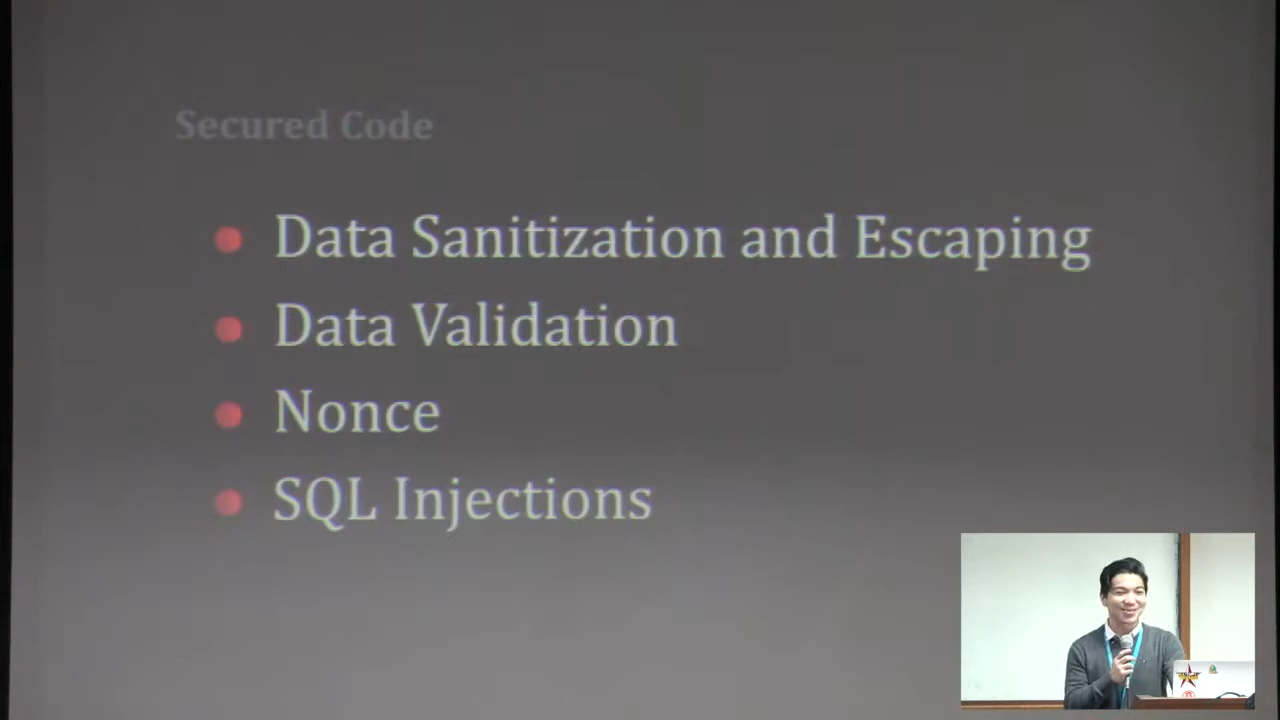 Secured Code
Data Sanitization and Escaping
Data Validation
Nonce
SQL Injections